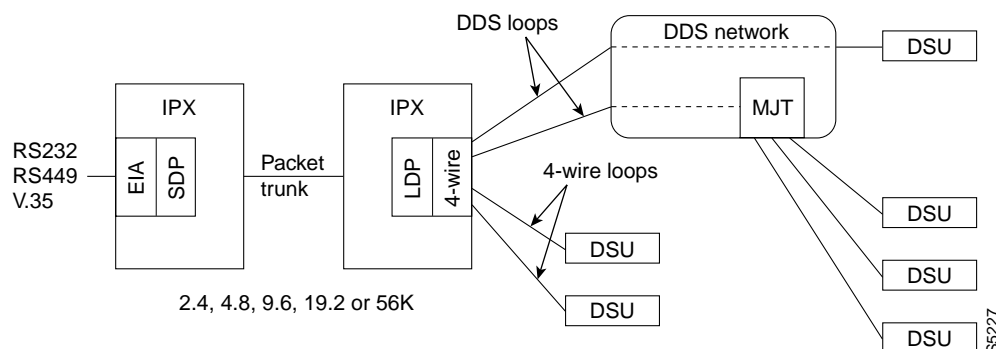 DDS loops
DDS network
DSU
IPX
IPX
MJT
RS232
RS449
V.35
EIA
SDP
Packet
trunk
LDP
4-wire
4-wire loops
DSU
DSU
DSU
2.4, 4.8, 9.6, 19.2 or 56K
DSU
DSU
S5227